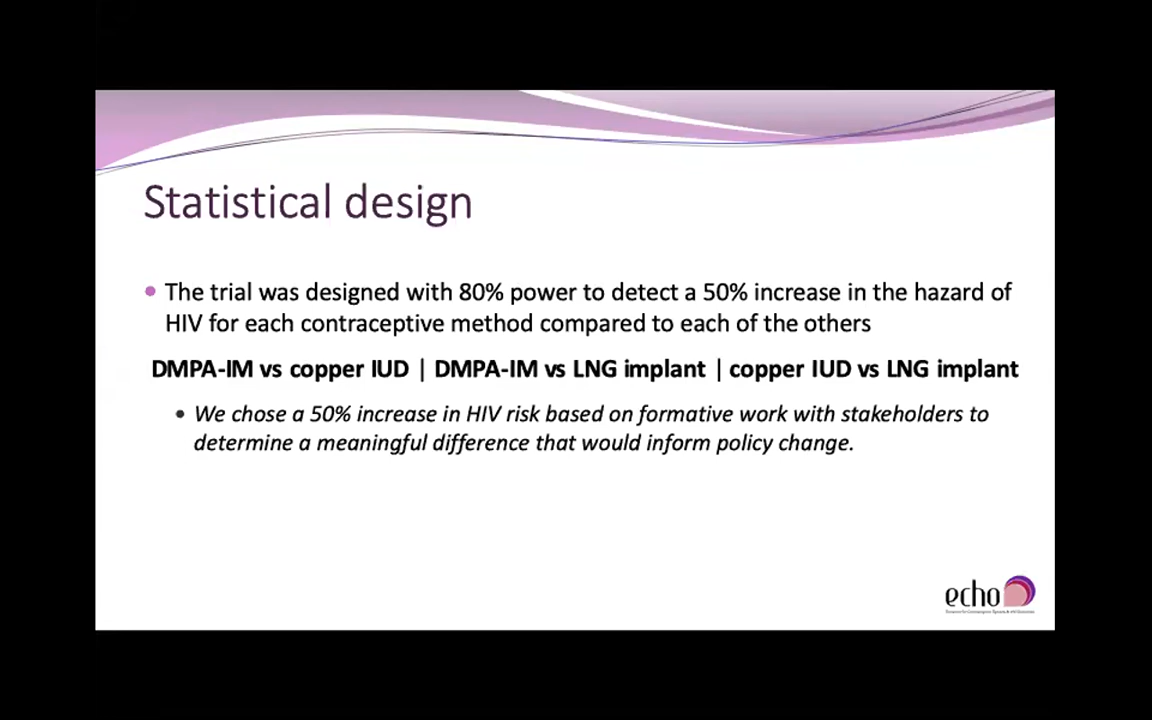 Statistical design
• The trial was designed with 80% power to detect a 50% increase in the hazard of
HIV for each contraceptive method compared to each of the others
DMPA-IM vs copper IUD | DMPA-IM vs LNG implant | copper IUD vs LNG implant
• We chose a 50% increase in HIV risk based on formative work with stakeholders to
determine a meaningful difference that would inform policy change.
echo